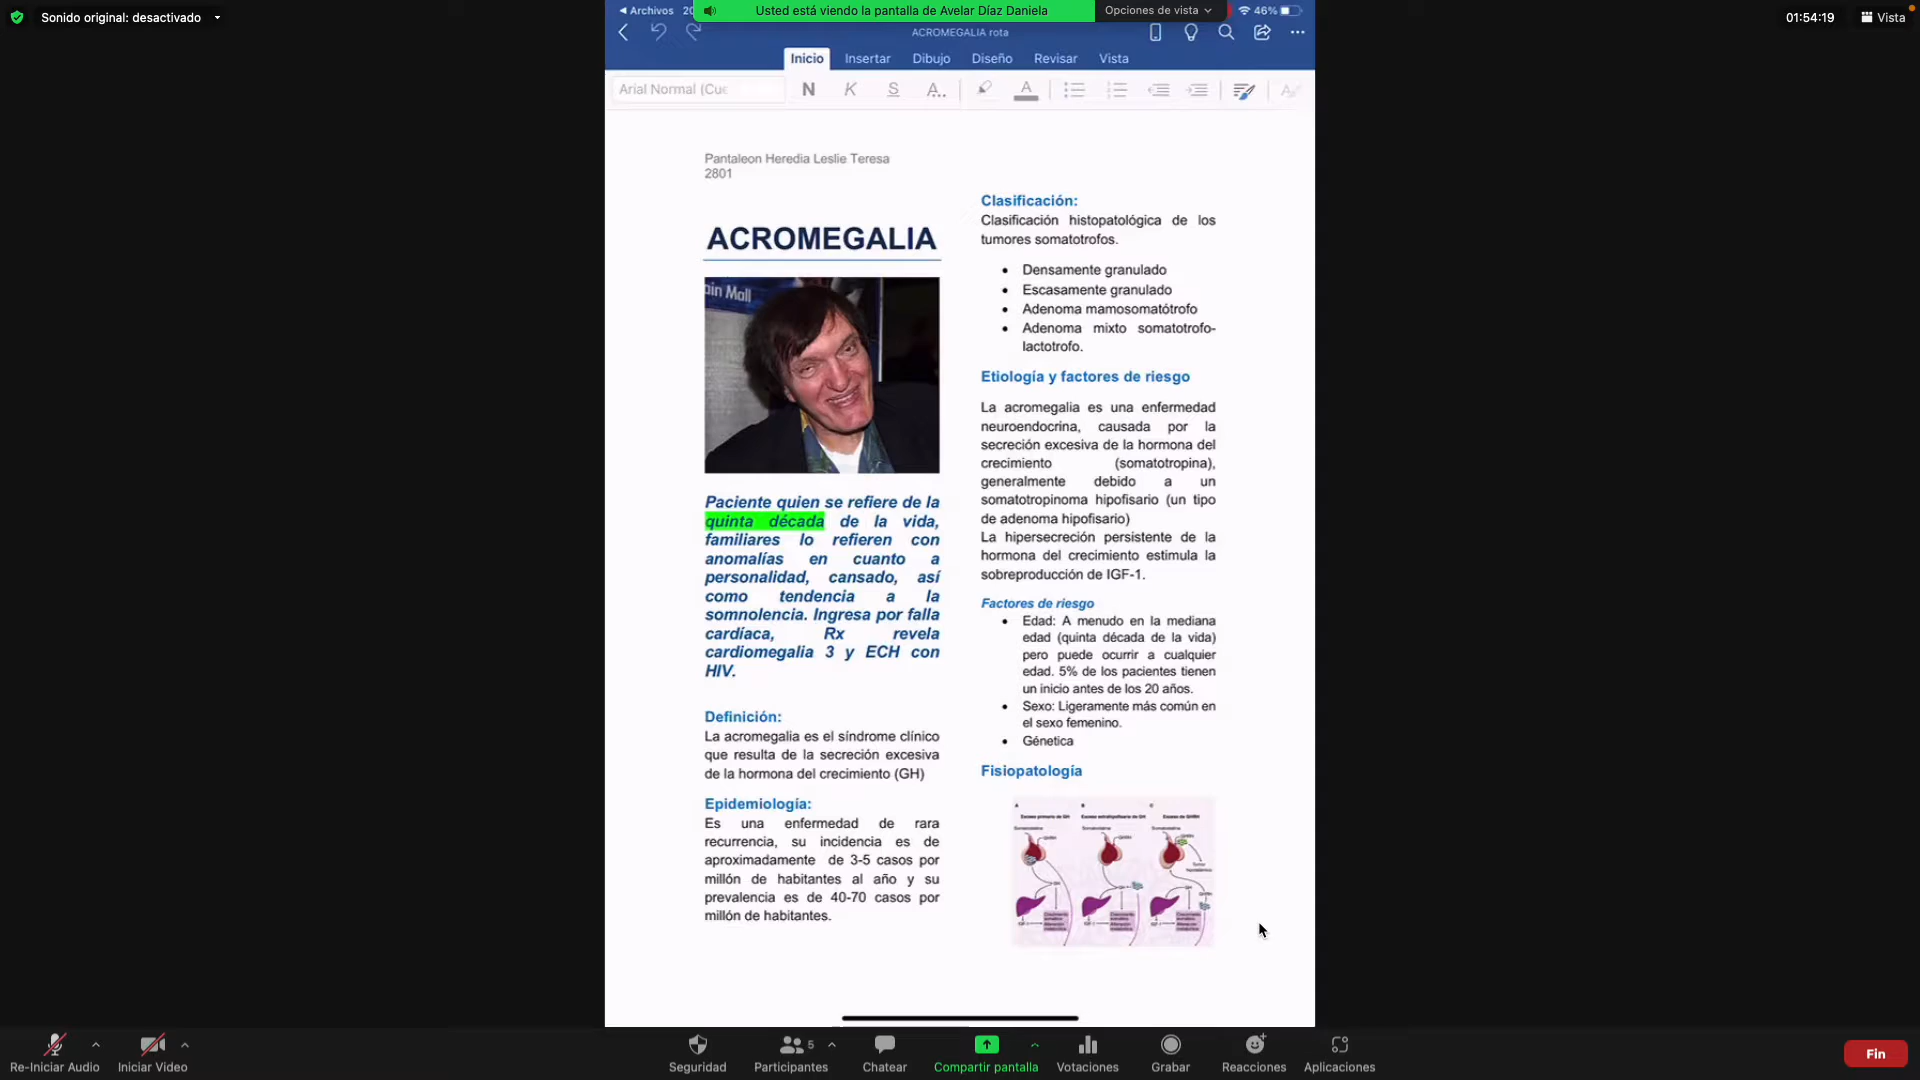 Sonido original: desactivado
Archivos
Usted está viendo la pantalla de Avelar Díaz Daniela
Opciones de vista
46%
01:54:19
Vista
ACROMEGALIA rota
Inicio
Insertar
Dibujo
Diseño
Revisar
Vista
Arial Normal (Cue
N
K
S
A..
A
Pantaleon Heredia Leslie Teresa
2801
ACROMEGALIA
ain Mall
Paciente quien se refiere de la
quinta década de la vida,
familiares lo refieren con
anomalías en cuanto a
personalidad, cansado, así
como tendencia a la
somnolencia. Ingresa por falla
cardíaca, Rx revela
cardiomegalia 3 y ECH con
HIV.
Definición:
La acromegalia es el síndrome clínico
que resulta de la secreción excesiva
de la hormona del crecimiento (GH)
Epidemiología:
Es una enfermedad de rara
recurrencia, su incidencia es de
aproximadamente de 3-5 casos por
millón de habitantes al año y su
prevalencia es de 40-70 casos por
millón de habitantes.
Clasificación:
Clasificación histopatológica de los
tumores somatotrofos.
• Densamente granulado
• Escasamente granulado
• Adenoma mamosomatótrofo
• Adenoma mixto somatotrofo-
lactotrofo.
Etiología y factores de riesgo
La acromegalia es una enfermedad
neuroendocrina, causada por la
secreción excesiva de la hormona del
crecimiento (somatotropina),
generalmente debido a un
somatotropinoma hipofisario (un tipo
de adenoma hipofisario)
La hipersecreción persistente de la
hormona del crecimiento estimula la
sobreproducción de IGF-1.
Factores de riesgo
• Edad: A menudo en la mediana
edad (quinta década de la vida)
pero puede ocurrir a cualquier
edad. 5% de los pacientes tienen
un inicio antes de los 20 años.
• Sexo: Ligeramente más común en
el sexo femenino.
• Génetica
Fisiopatología
Re-Iniciar Audio
Iniciar Video
Seguridad
5
Participantes
Chatear
Compartir pantalla
Votaciones
Grabar
Reacciones
Aplicaciones
Fin